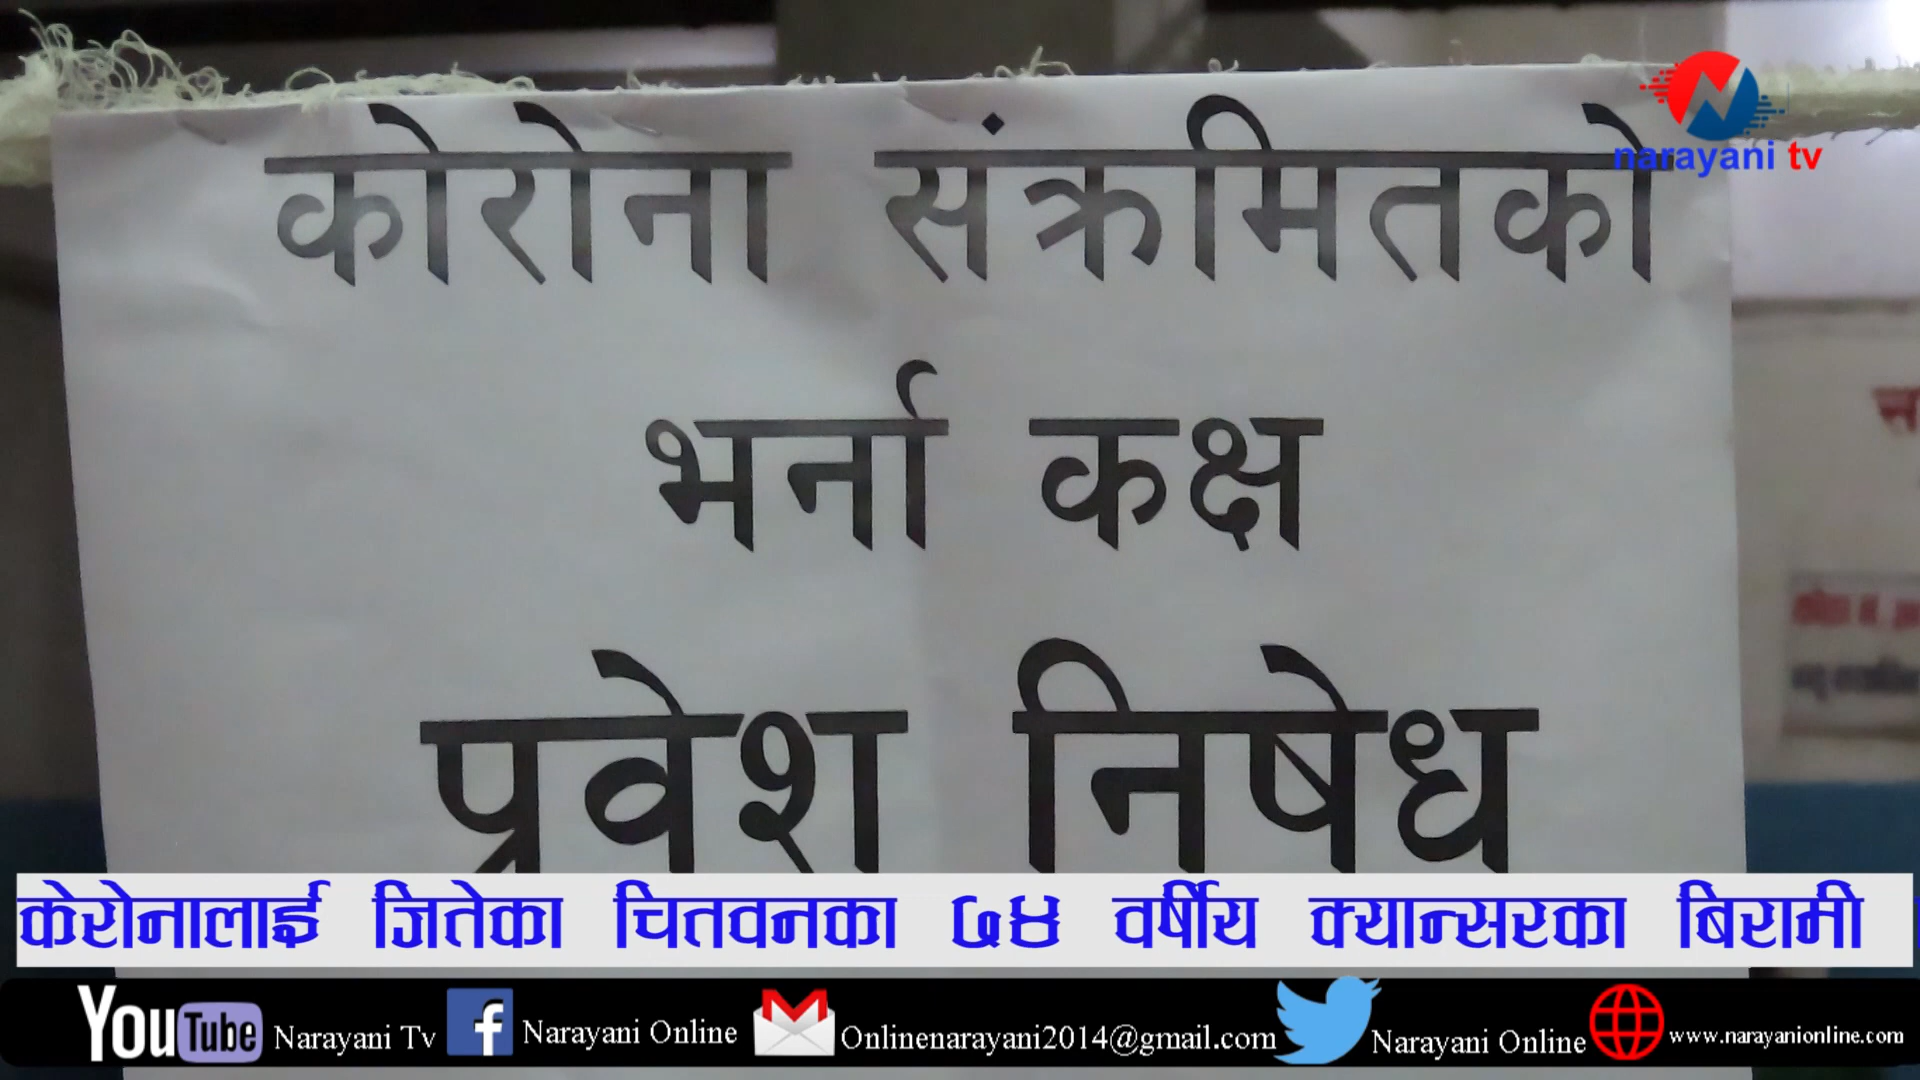 narayani tv
कोरोना संक्रमितको
भर्ना कक्ष
प्रवेश निषेध
केरोनालाई जितेका चितवनका ७४ वर्षीय क्यान्सरका बिरामी
YouTube Narayani Tv f Narayani Online Onlinenarayani2014@gmail.com Narayani Online www.narayanionline.com